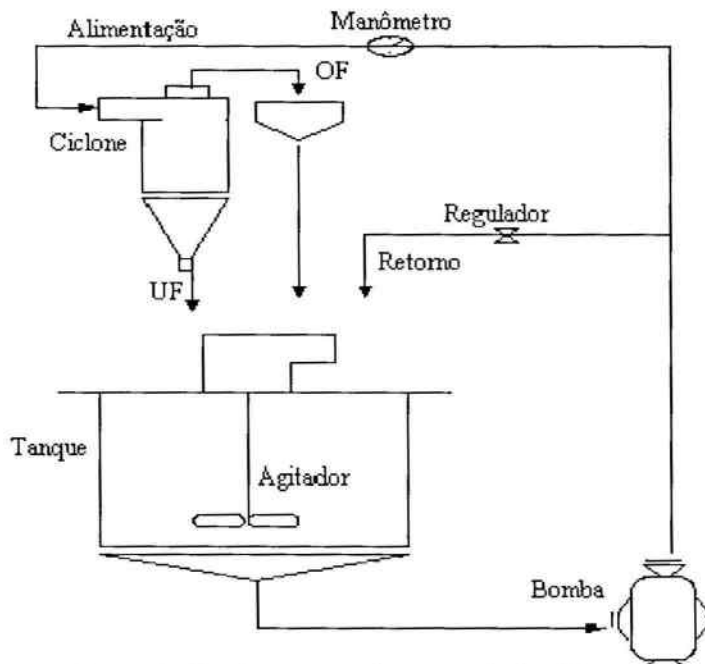 Alimentação
Manômetro
OF
Ciclone
Regulador
Retorno
UF
Tanque
Agitador
Bomba